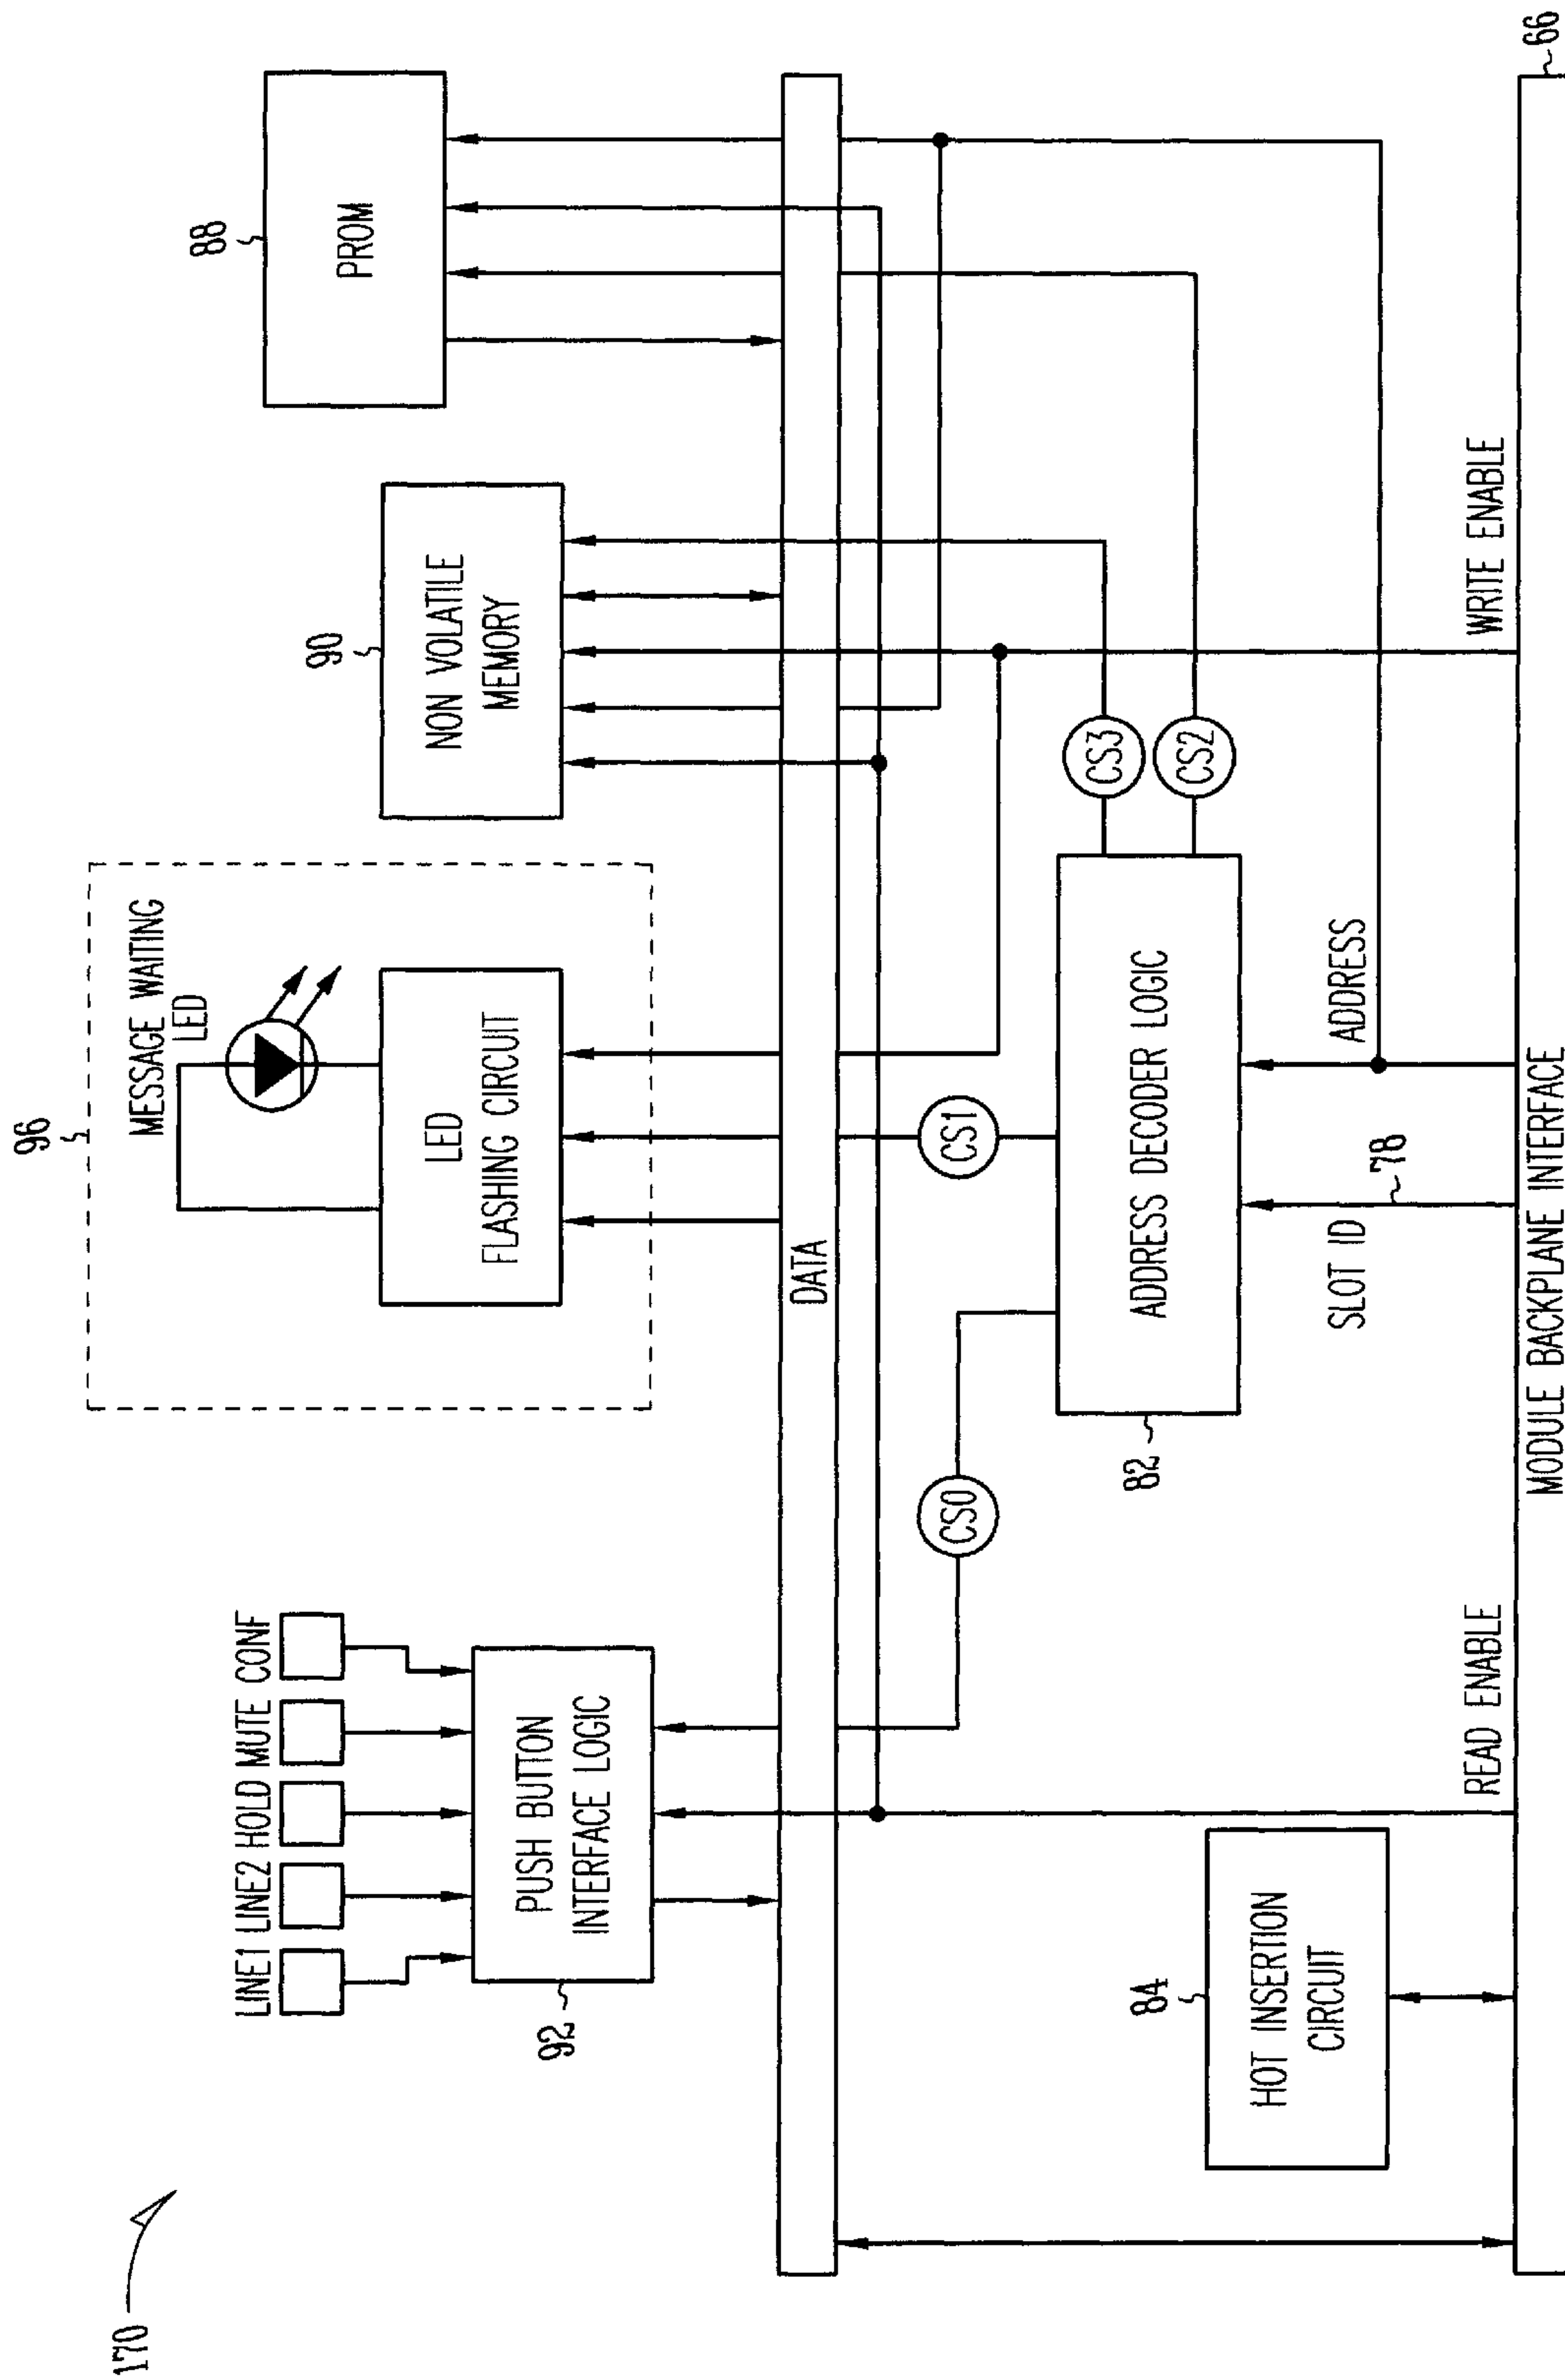 170
96
MESSAGE WAITING
LED
88
PROM
90
NON VOLATILE
MEMORY
LED
FLASHING CIRCUIT
LINE1 LINE2 HOLD MUTE CONF
PUSH BUTTON
INTERFACE LOGIC
92
DATA
CS0
CS1
CS3
CS2
ADDRESS DECODER LOGIC
82
84
HOT INSERTION
CIRCUIT
READ ENABLE
SLOT ID
78
ADDRESS
WRITE ENABLE
MODULE BACKPLANE INTERFACE
66